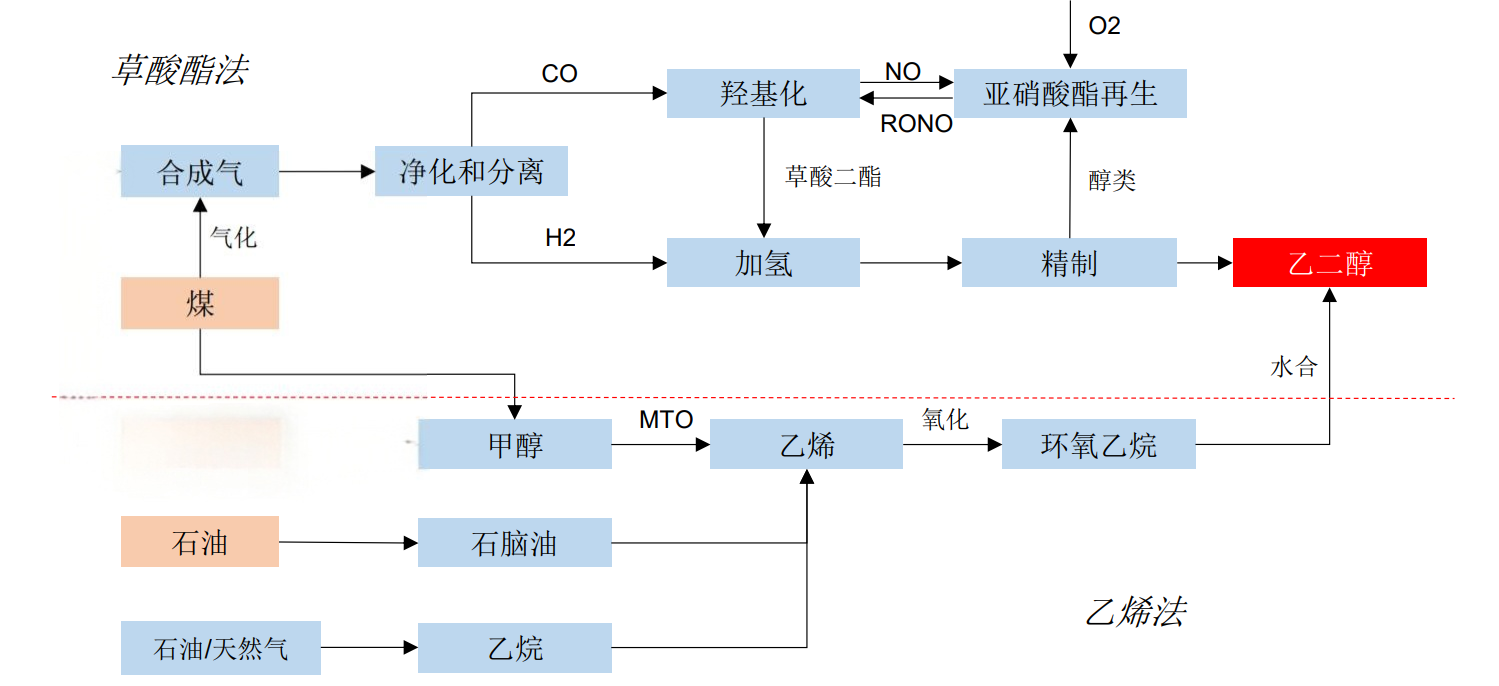 O2
草酸酯法
CO
羟基化
NO
亚硝酸酯再生
RONO
合成气
净化和分离
草酸二酯
醇类
气化
H2
加氢
精制
乙二醇
煤
水合
甲醇
MTO
乙烯
氧化
环氧乙烷
石油
石脑油
乙烯法
石油/天然气
乙烷